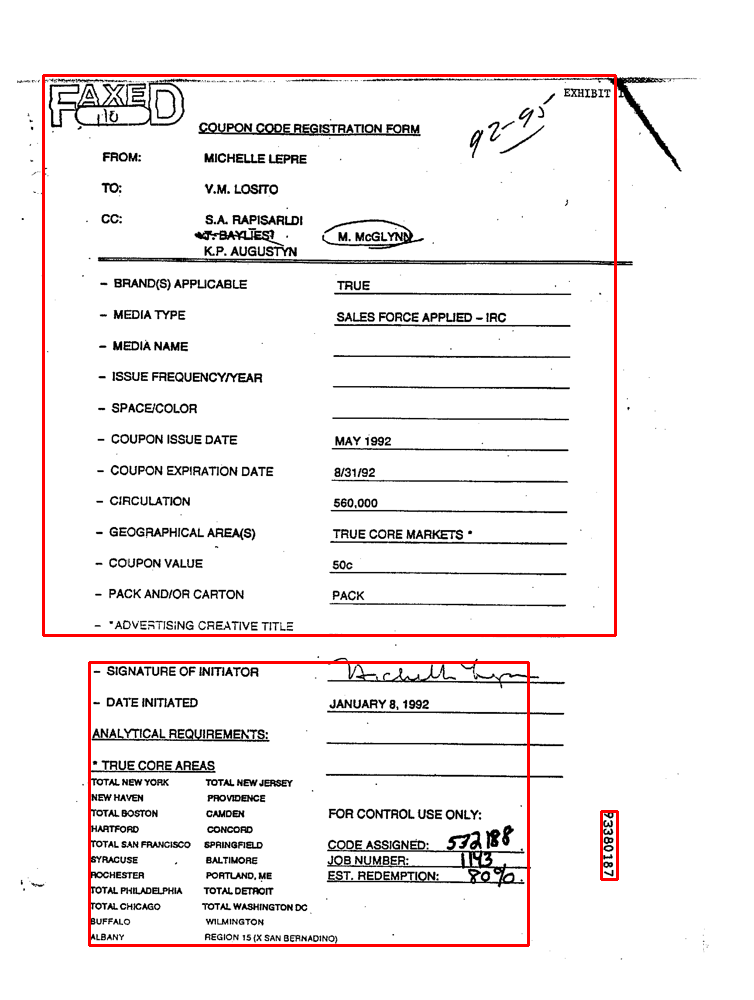 FAXED
1/8
EXHIBIT
92-95
COUPON CODE REGISTRATION FORM
FROM: MICHELLE LEPRE
TO: V.M. LOSITO
CC: S.A. RAPISARLDI
M. McGLYNN
K.P. AUGUSTYN
– BRAND(S) APPLICABLE TRUE
– MEDIA TYPE SALES FORCE APPLIED – IRC
– MEDIA NAME
– ISSUE FREQUENCY/YEAR
– SPACE/COLOR
– COUPON ISSUE DATE MAY 1992
– COUPON EXPIRATION DATE 8/31/92
– CIRCULATION 560,000
– GEOGRAPHICAL AREA(S) TRUE CORE MARKETS *
– COUPON VALUE 50c
– PACK AND/OR CARTON PACK
– *ADVERTISING CREATIVE TITLE
– SIGNATURE OF INITIATOR
– DATE INITIATED JANUARY 8, 1992
ANALYTICAL REQUIREMENTS:
* TRUE CORE AREAS
TOTAL NEW YORK TOTAL NEW JERSEY
NEW HAVEN PROVIDENCE
TOTAL BOSTON CAMDEN FOR CONTROL USE ONLY:
HARTFORD CONCORD
TOTAL SAN FRANCISCO SPRINGFIELD CODE ASSIGNED: 532188
SYRACUSE BALTIMORE JOB NUMBER: 1193
ROCHESTER PORTLAND, ME EST. REDEMPTION: 80%
TOTAL PHILADELPHIA TOTAL DETROIT
TOTAL CHICAGO TOTAL WASHINGTON DC
BUFFALO WILMINGTON
ALBANY REGION 15 (X SAN BERNADINO)
93380187